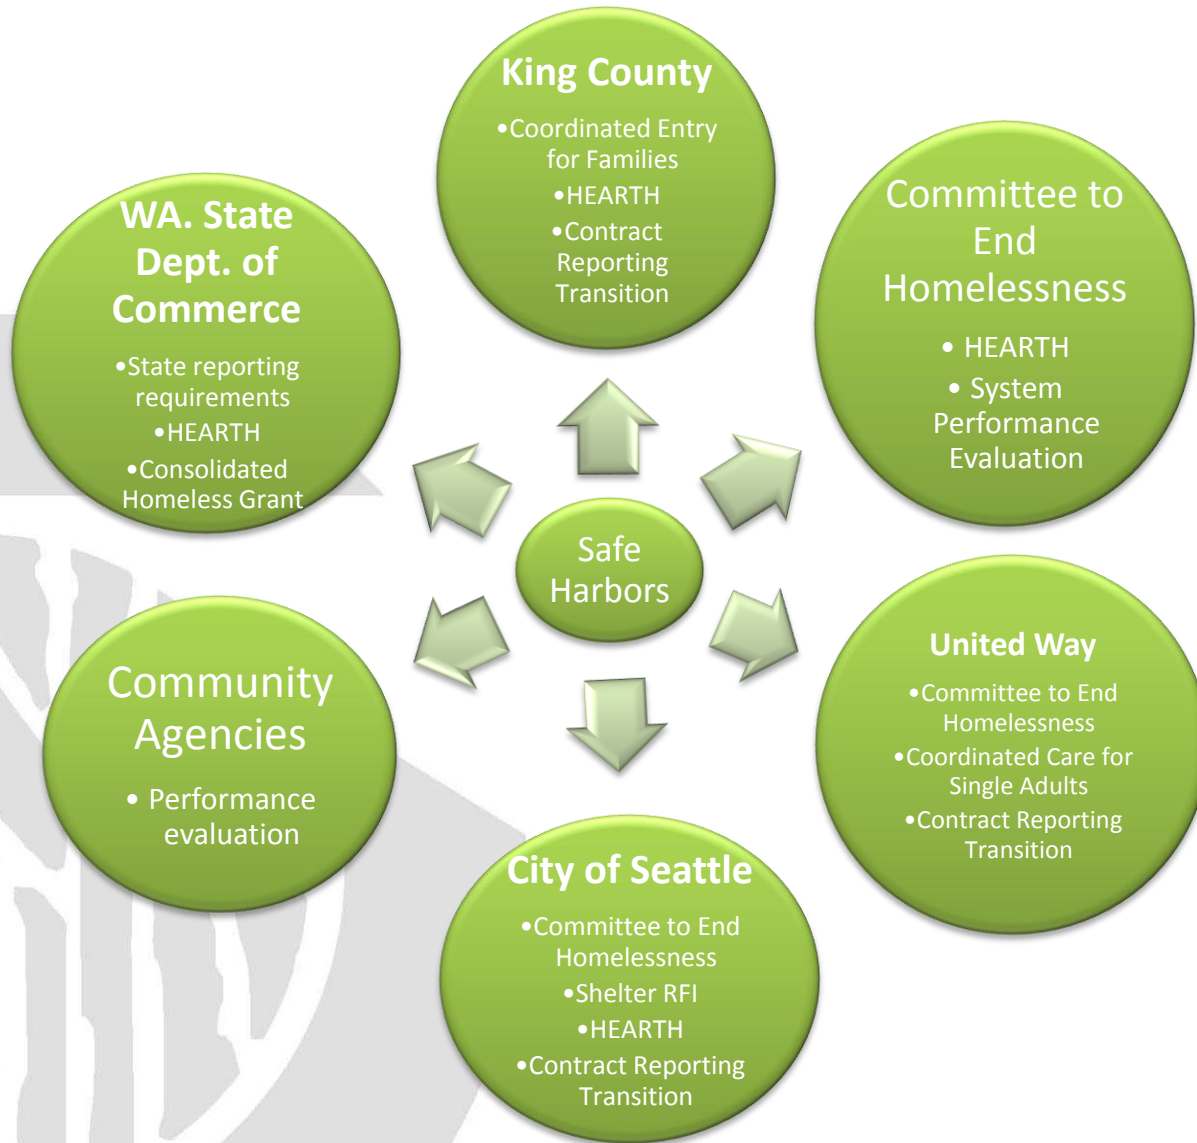 King County
•Coordinated Entry
for Families
•HEARTH
•Contract
Reporting
Transition
Committee to
End
Homelessness
• HEARTH
• System
Performance
Evaluation
United Way
•Committee to End
Homelessness
•Coordinated Care for
Single Adults
•Contract Reporting
Transition
City of Seattle
•Committee to End
Homelessness
•Shelter RFI
•HEARTH
•Contract Reporting
Transition
Community
Agencies
• Performance
evaluation
WA. State
Dept. of
Commerce
•State reporting
requirements
•HEARTH
•Consolidated
Homeless Grant
Safe
Harbors